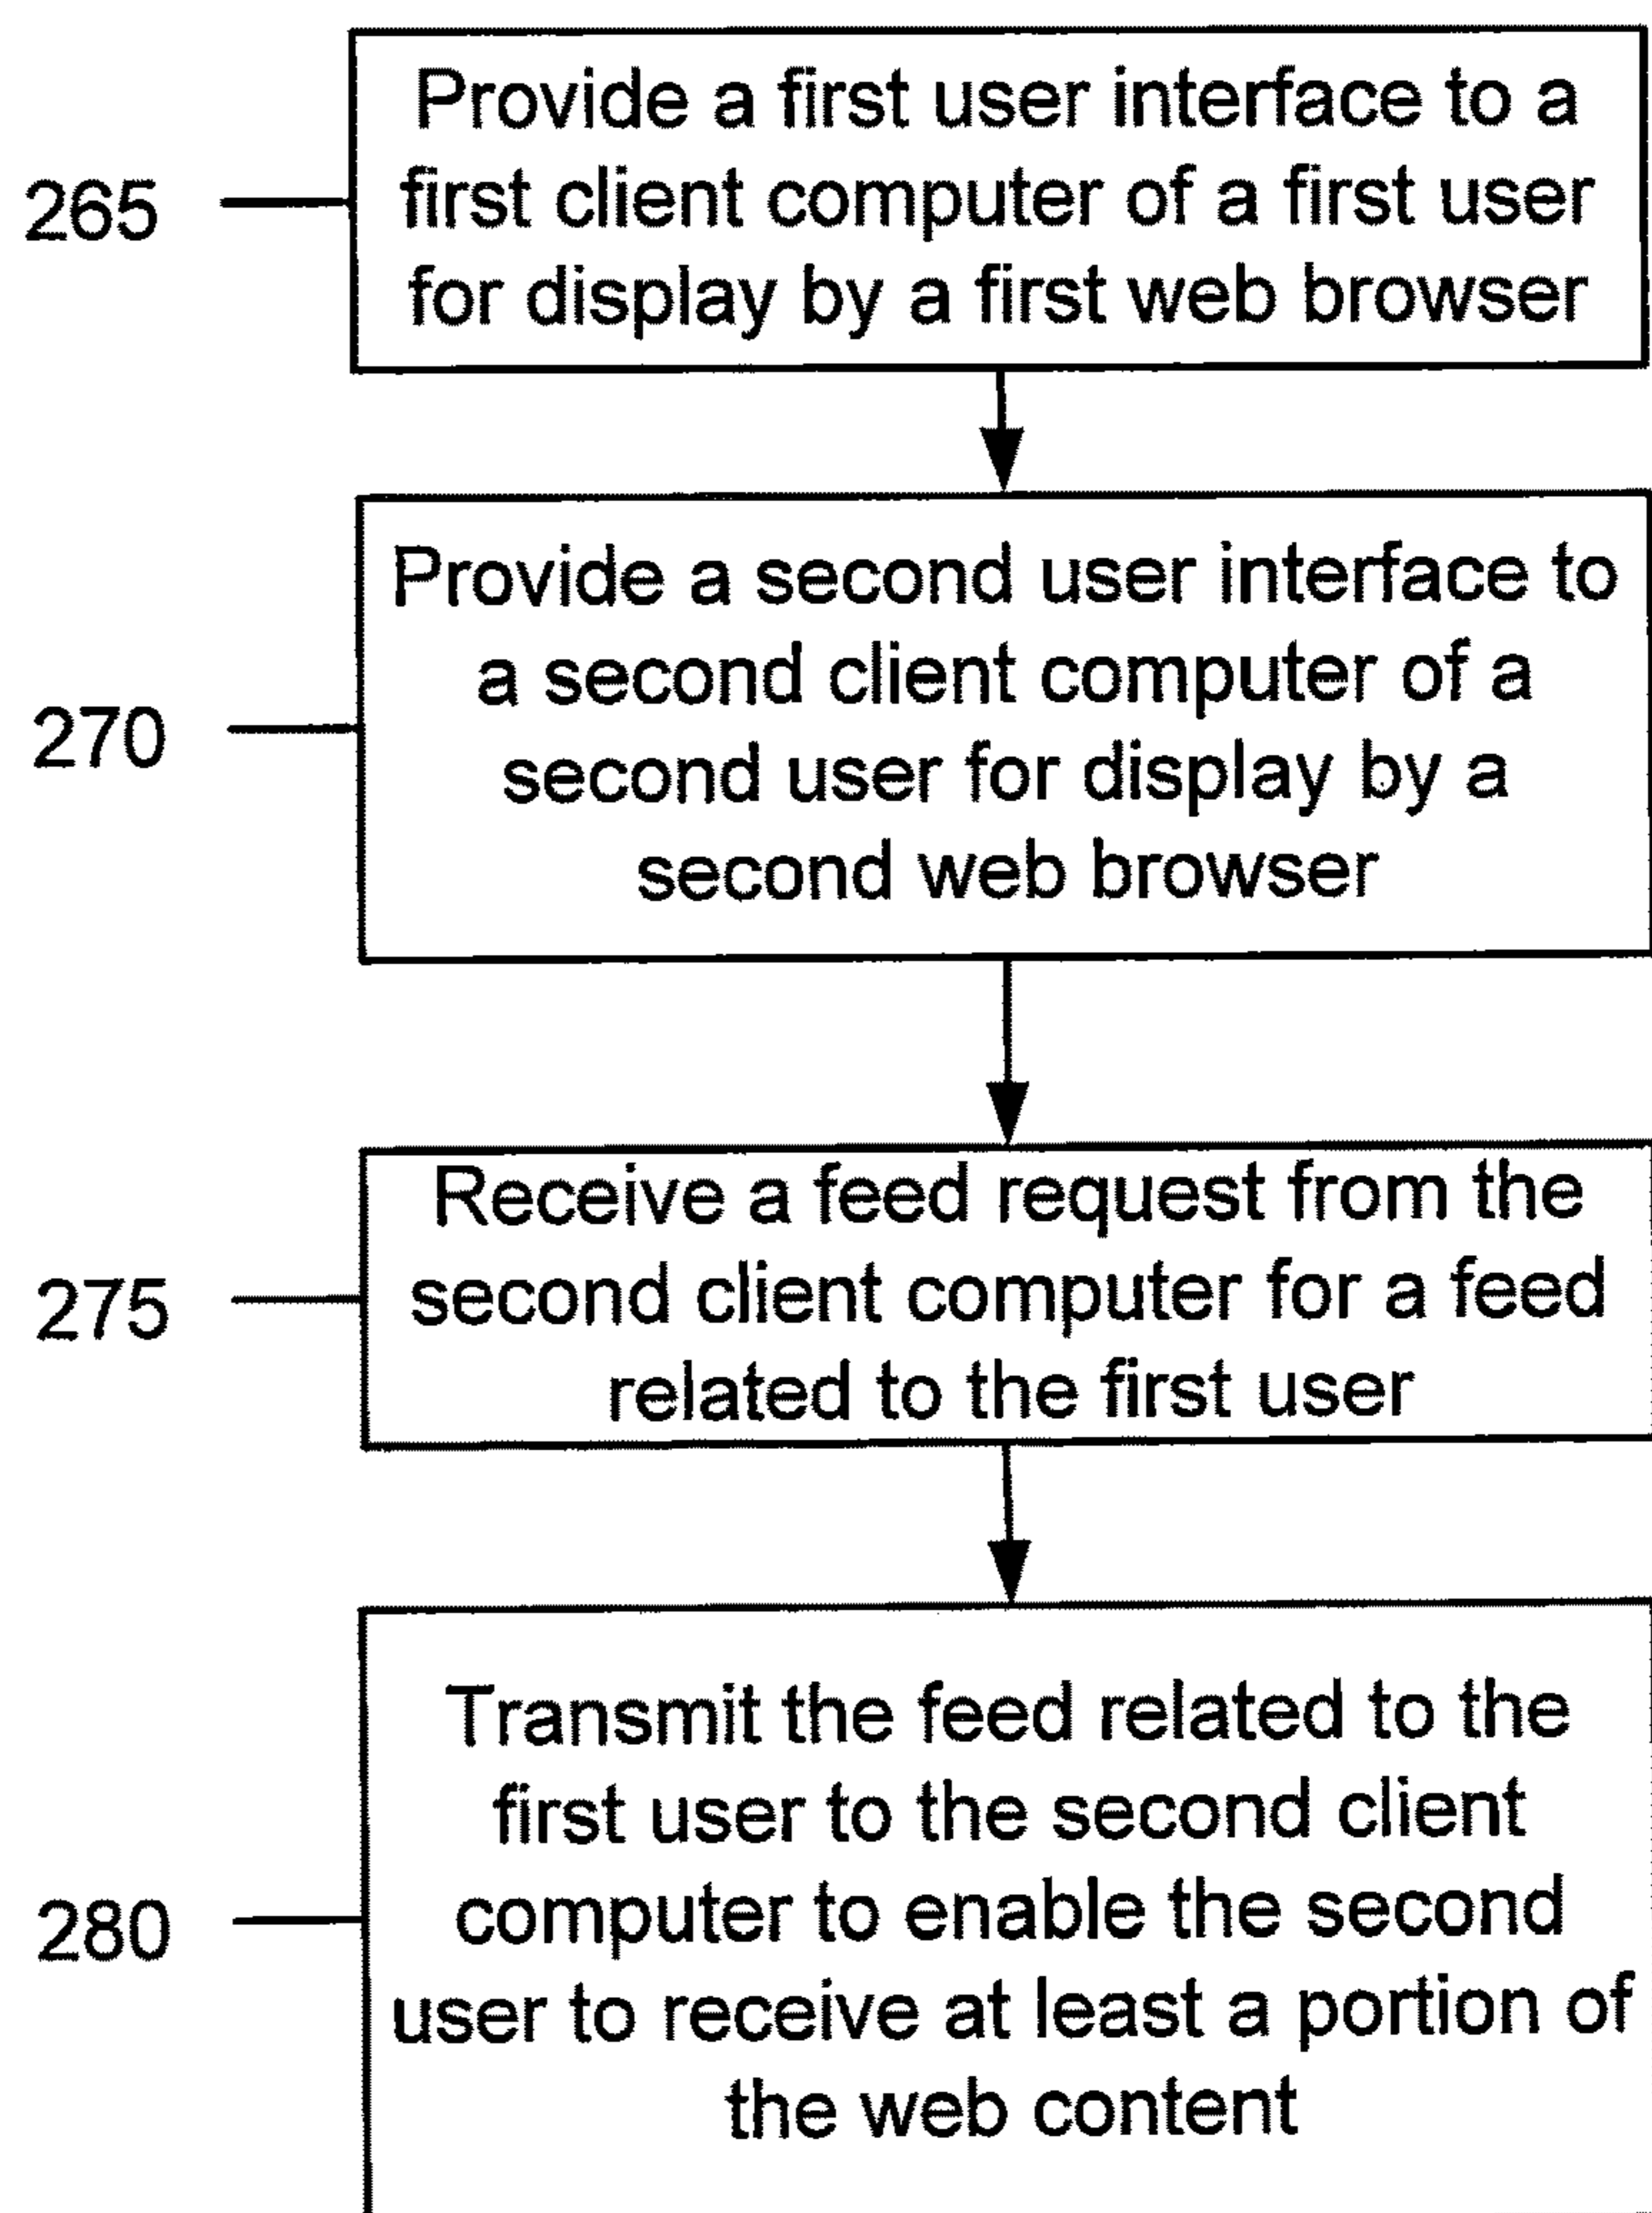 265
Provide a first user interface to a
first client computer of a first user
for display by a first web browser
270
Provide a second user interface to
a second client computer of a
second user for display by a
second web browser
275
Receive a feed request from the
second client computer for a feed
related to the first user
280
Transmit the feed related to the
first user to the second client
computer to enable the second
user to receive at least a portion of
the web content